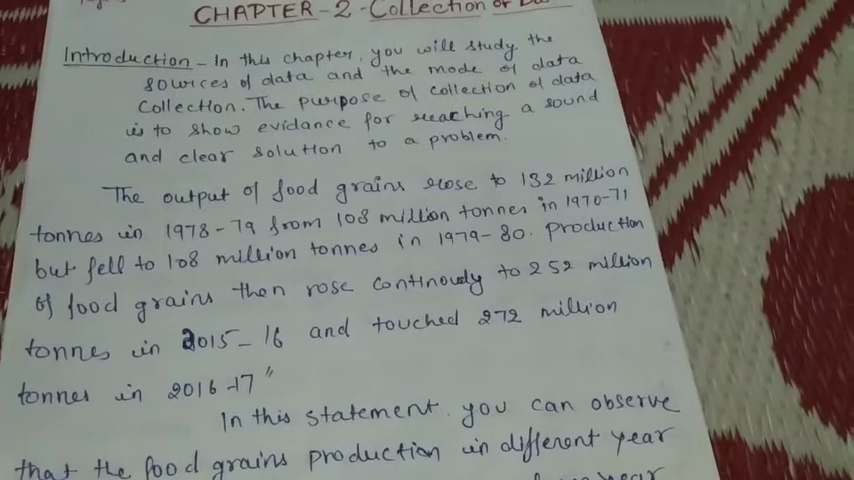 CHAPTER-2-Collection of
Introduction - In this chapter, you will study the
sources of data and the mode of data
Collection. The purpose of collection of data
is to show evidence for reaching a sound
and clear solution to a problem.
The output of food grains rose to 132 million
tonnes in 1978-79 from 108 million tonnes in 1970-71
but fell to 108 million tonnes in 1979-80. production
of food grains then rose continously to 252 million
tonnes in 2015-16 and touched 272 million
tonnes in 2016-17"
In this statement, you can observe
that the food grains production in different year
year